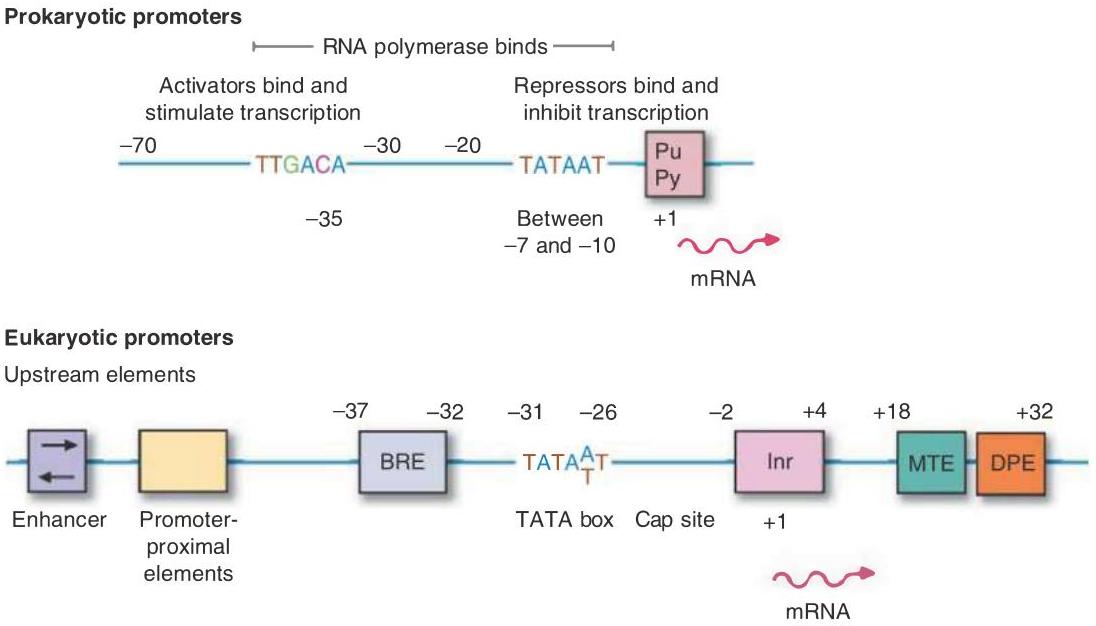 Prokaryotic promoters
RNA polymerase binds
Activators bind and
stimulate transcription
Repressors bind and
inhibit transcription
–70
TTGACA
–30
–20
TATAAT
Pu
Py
–35
Between
–7 and –10
+1
mRNA
Eukaryotic promoters
Upstream elements
–37
–32
–31
–26
–2
+4
+18
+32
BRE
TATAATT
Inr
MTE
DPE
Enhancer
Promoter-
proximal
elements
TATA box
Cap site
+1
mRNA